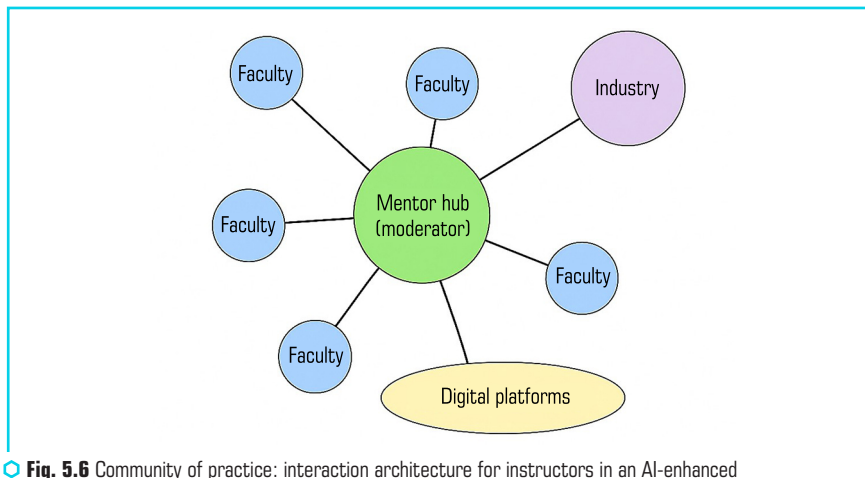 Faculty
Faculty
Industry
Mentor hub
(moderator)
Faculty
Faculty
Faculty
Digital platforms
Fig. 5.6 Community of practice: interaction architecture for instructors in an AI-enhanced